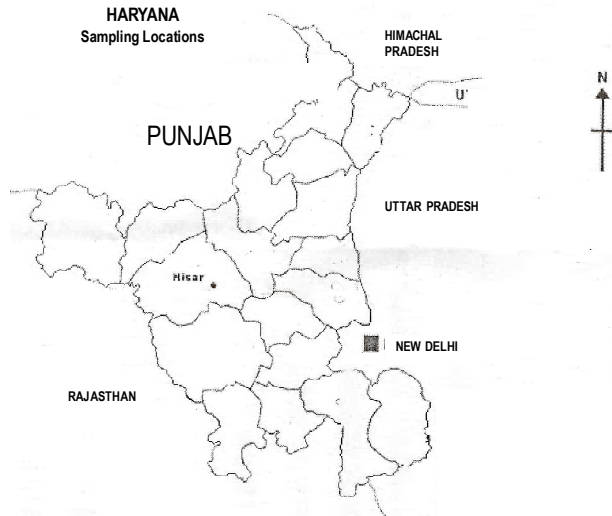 HARYANA
Sampling Locations
HIMACHAL
PRADESH
N
U'
PUNJAB
UTTAR PRADESH
Hisar
NEW DELHI
RAJASTHAN